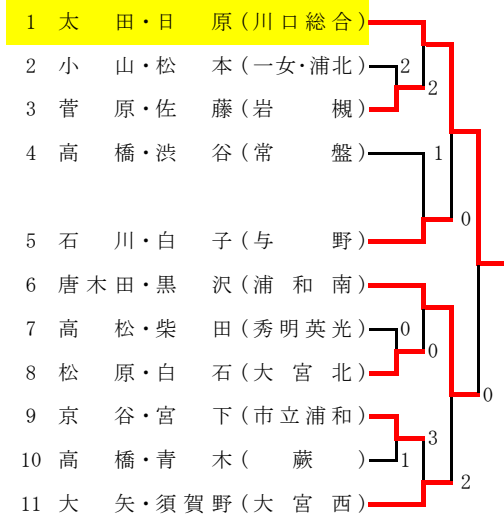 1 太田・日原(川口総合)
2 小山・松本(一女・浦北)
2
2
3 菅原・佐藤(岩槻)
4 高橋・渋谷(常盤)
1
0
5 石川・白子(与野)
6 唐木田・黒沢(浦和南)
7 高松・柴田(秀明英光)
0
0
8 松原・白石(大宮北)
0
9 京谷・宮下(市立浦和)
3
10 高橋・青木(蕨)
1
2
11 大矢・須賀野(大宮西)